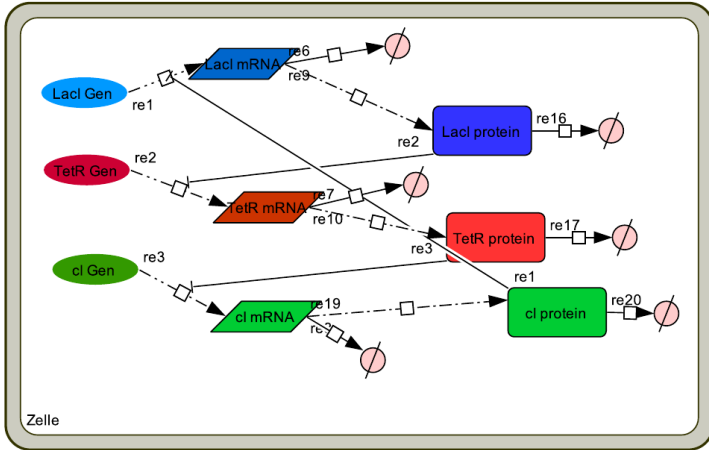 LacI mRNA
re6
re9
LacI Gen
re1
LacI protein
re16
re2
TetR Gen
re2
TetR mRNA
re7
re10
TetR protein
re17
re3
cI Gen
re3
re1
cI mRNA
re19
cI protein
re20
Zelle